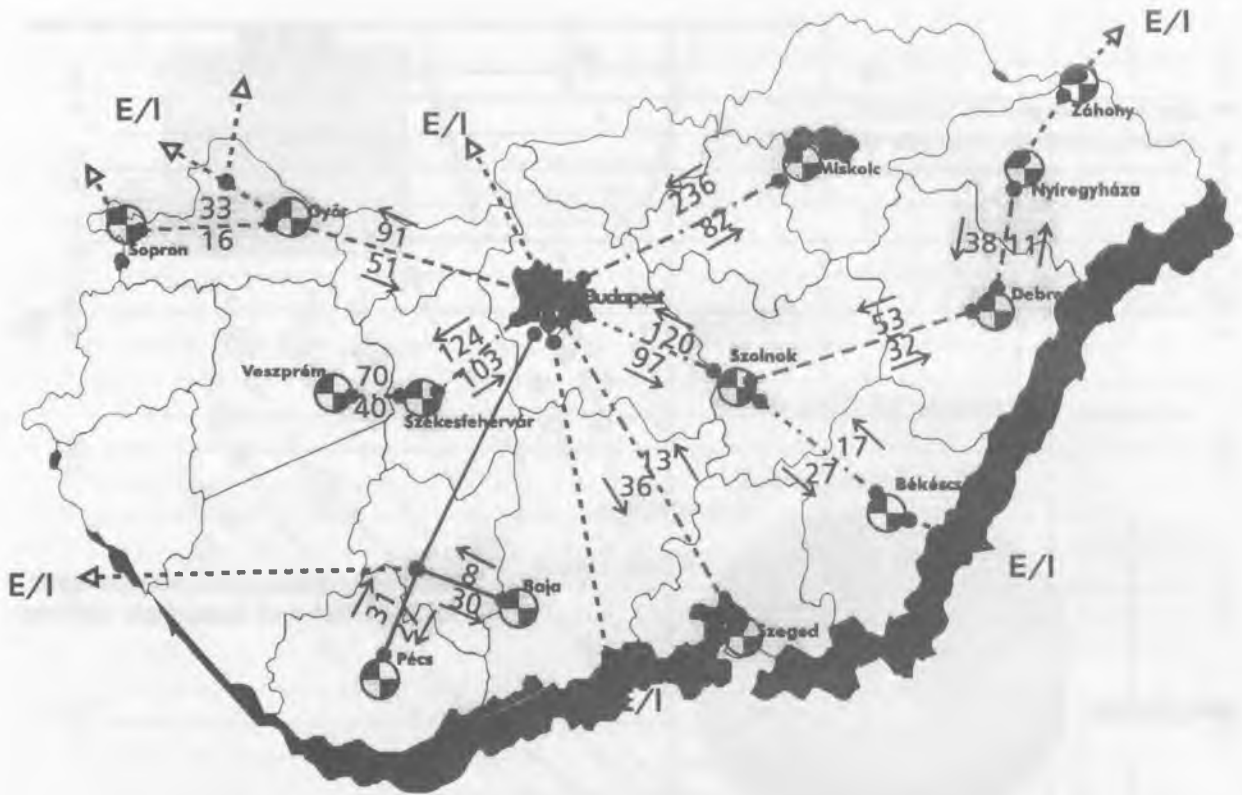 E/I
E/I
E/I
E/I
Záhohy
Miskolc
Nyíregyháza
236
82
33
16
Győr
Sopron
91
51
38
11
Budapest
Debre
53
32
120
97
Szolnok
124
103
Veszprém
70
40
Székesfehérvár
13
36
17
27
Békéscs
E/I
E/I
8
30
Baja
31
Pécs
Szeged
E/I